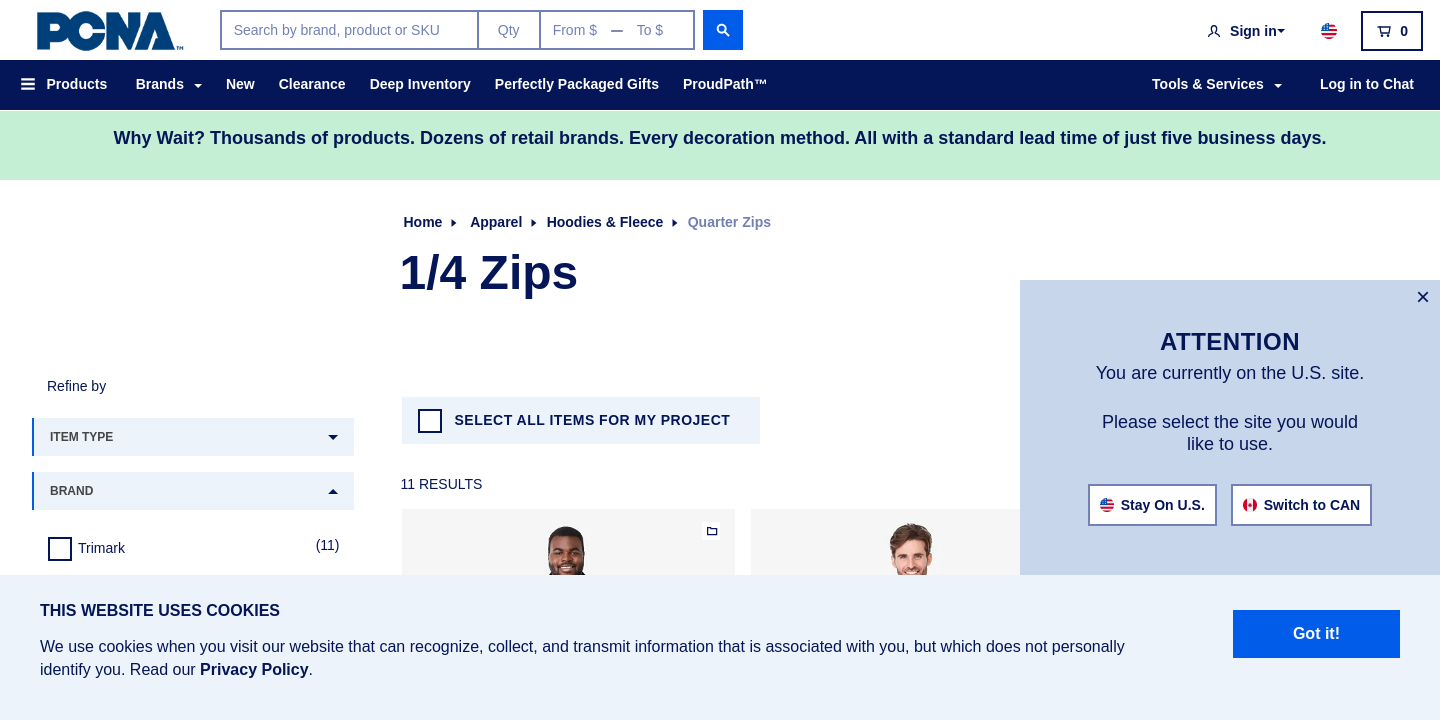 PCNA™
Search by brand, product or SKU
Qty
From $ — To $
Sign in
0
Products
Brands
New
Clearance
Deep Inventory
Perfectly Packaged Gifts
ProudPath™
Tools & Services
Log in to Chat
Why Wait? Thousands of products. Dozens of retail brands. Every decoration method. All with a standard lead time of just five business days.
Home
Apparel
Hoodies & Fleece
Quarter Zips
1/4 Zips
Refine by
ITEM TYPE
BRAND
Trimark
(11)
SELECT ALL ITEMS FOR MY PROJECT
11 RESULTS
×
ATTENTION
You are currently on the U.S. site.
Please select the site you would
like to use.
Stay On U.S.
Switch to CAN
THIS WEBSITE USES COOKIES
We use cookies when you visit our website that can recognize, collect, and transmit information that is associated with you, but which does not personally
identify you. Read our Privacy Policy.
Got it!